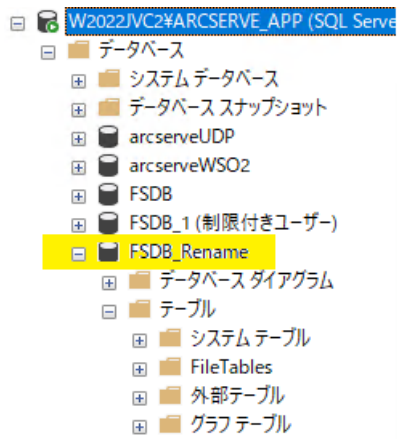 W2022JVC2¥ARCSERVE_APP (SQL Serve
データベース
システム データベース
データベース スナップショット
arcserveUDP
arcserveWSO2
FSDB
FSDB_1 (制限付きユーザー)
FSDB_Rename
データベース ダイアグラム
テーブル
システム テーブル
FileTables
外部テーブル
グラフ テーブル